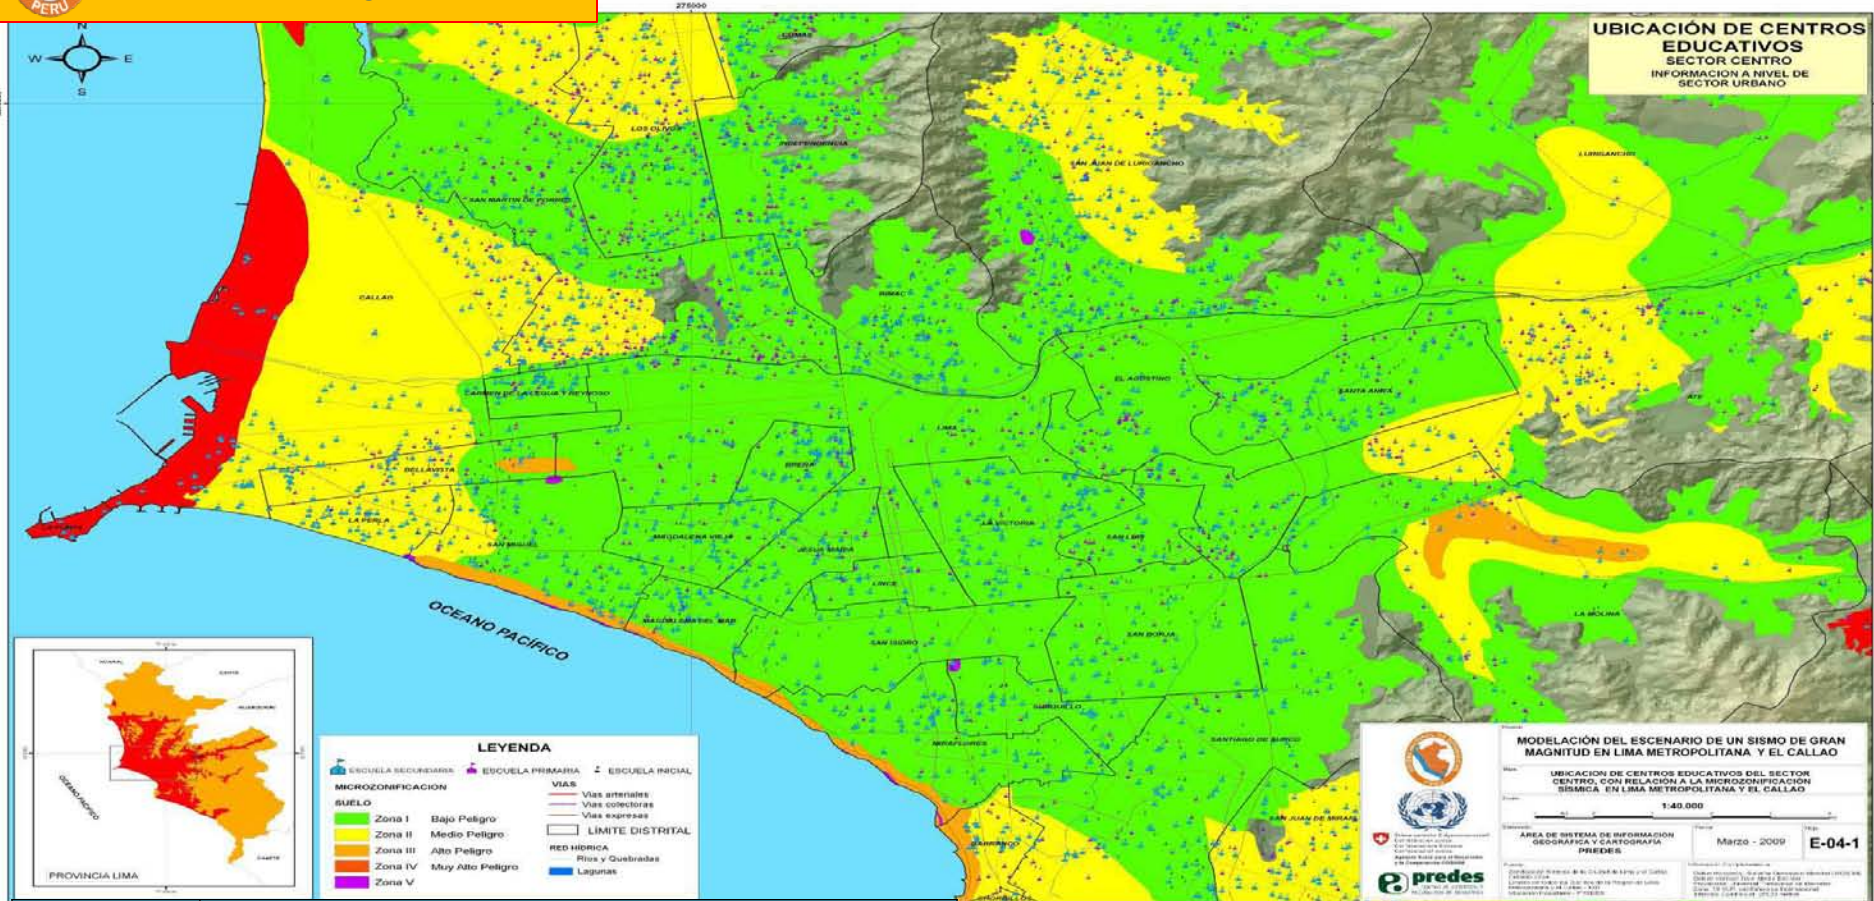 PERU
275000
N
W E
S
UBICACIÓN DE CENTROS
EDUCATIVOS
SECTOR CENTRO
INFORMACION A NIVEL DE
SECTOR URBANO
COMAS
LOS OLIVOS
INDEPENDENCIA
SAN JUAN DE LURIGANCHO
LURIGANCHO
SAN MARTIN DE PORRES
CALLAO
RIMAC
CARMEN DE LA LEGUA Y REYNOSO
EL AGUSTINO
SANTA ANITA
ATE
LIMA
BREÑA
BELLAVISTA
LA PERLA
SAN MIGUEL
MAGDALENA VIEJA
JESUS MARIA
LA VICTORIA
SAN LUIS
LINCE
MAGDALENA DEL MAR
SAN ISIDRO
SAN BORJA
LA MOLINA
SURQUILLO
MIRAFLORES
SANTIAGO DE SURCO
BARRANCO
CHORRILLOS
OCEANO PACÍFICO
OCEANO PACÍFICO
PROVINCIA LIMA
LEYENDA
ESCUELA SECUNDARIA ESCUELA PRIMARIA ESCUELA INICIAL
MICROZONIFICACION
SUELO
Zona I Bajo Peligro
Zona II Medio Peligro
Zona III Alto Peligro
Zona IV Muy Alto Peligro
Zona V
VIAS
Vias arteriales
Vias colectoras
Vias expresas
LÍMITE DISTRITAL
RED HÍDRICA
Rios y Quebradas
Lagunas
MODELACIÓN DEL ESCENARIO DE UN SISMO DE GRAN
MAGNITUD EN LIMA METROPOLITANA Y EL CALLAO
UBICACION DE CENTROS EDUCATIVOS DEL SECTOR
CENTRO, CON RELACIÓN A LA MICROZONIFICACIÓN
SÍSMICA EN LIMA METROPOLITANA Y EL CALLAO
1:40.000
ÁREA DE SISTEMA DE INFORMACIÓN
GEOGRÁFICA Y CARTOGRAFÍA
PREDES
Marzo - 2009
E-04-1
predes